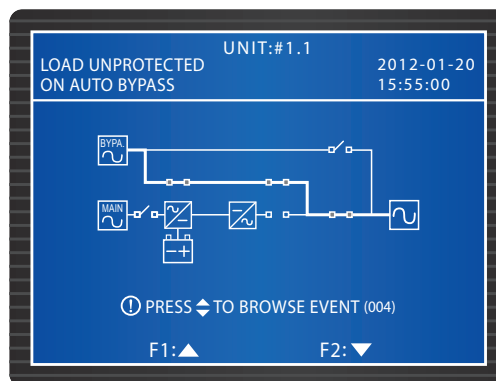 UNIT:#1.1
LOAD UNPROTECTED
ON AUTO BYPASS
2012-01-20
15:55:00
BYPA.
MAIN
PRESS TO BROWSE EVENT (004)
F1:
F2: